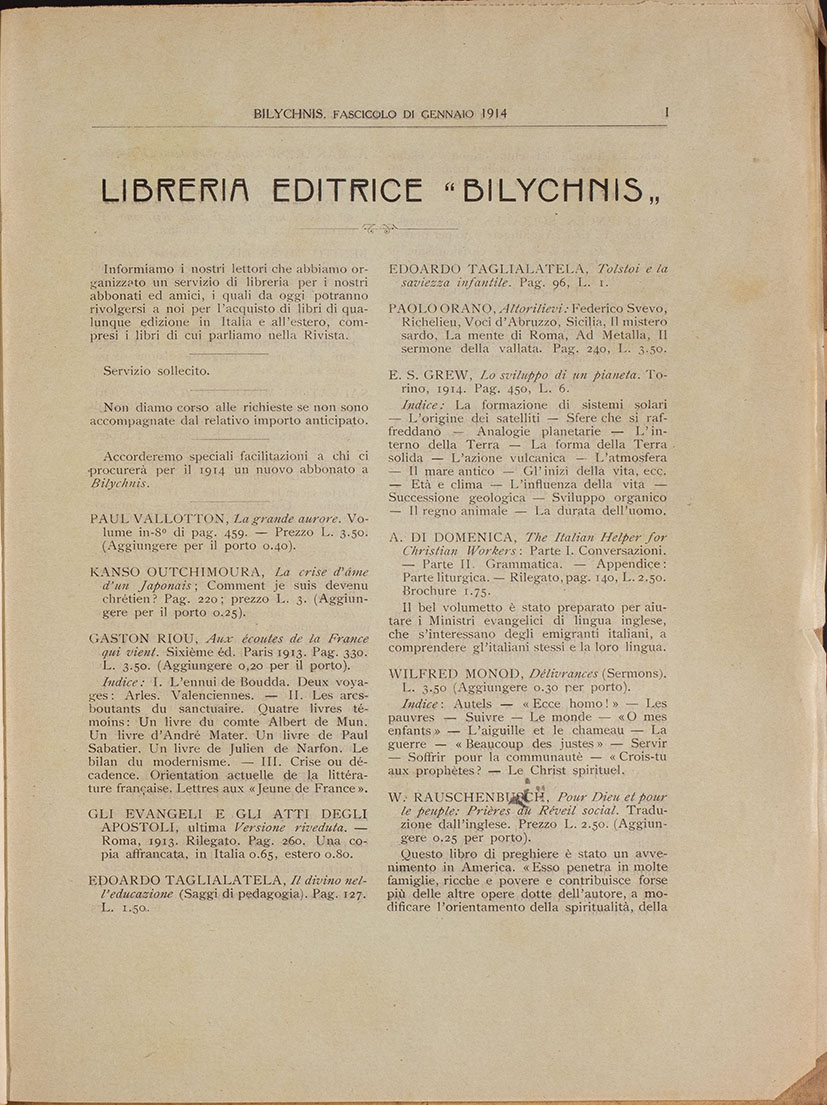 BILYCHNIS. FASCICOLO DI GENNAIO 1914 I
LIBRERIA EDITRICE “BILYCHNIS„
Informiamo i nostri lettori che abbiamo or-
ganizzato un servizio di libreria per i nostri
abbonati ed amici, i quali da oggi potranno
rivolgersi a noi per l'acquisto di libri di qua-
lunque edizione in Italia e all'estero, com-
presi i libri di cui parliamo nella Rivista.
Servizio sollecito.
Non diamo corso alle richieste se non sono
accompagnate dal relativo importo anticipato.
Accorderemo speciali facilitazioni a chi ci
procurerà per il 1914 un nuovo abbonato a
Bilychnis.
PAUL VALLOTTON, La grande aurore. Vo-
lume in-8º di pag. 459. — Prezzo L. 3.50.
(Aggiungere per il porto 0.40).
KANSO OUTCHIMOURA, La crise d'âme
d'un Japonais; Comment je suis devenu
chrétien? Pag. 220; prezzo L. 3. (Aggiun-
gere per il porto 0.25).
GASTON RIOU, Aux écoutes de la France
qui vient. Sixième éd. Paris 1913. Pag. 330.
L. 3.50. (Aggiungere 0,20 per il porto).
Indice: I. L'ennui de Boudda. Deux voya-
ges: Arles. Valenciennes. — II. Les arcs-
boutants du sanctuaire. Quatre livres té-
moins: Un livre du comte Albert de Mun.
Un livre d'André Mater. Un livre de Paul
Sabatier. Un livre de Julien de Narfon. Le
bilan du modernisme. — III. Crise ou dé-
cadence. Orientation actuelle de la littéra-
ture française. Lettres aux «Jeune de France».
GLI EVANGELI E GLI ATTI DEGLI
APOSTOLI, ultima Versione riveduta. —
Roma, 1913. Rilegato. Pag. 260. Una co-
pia affrancata, in Italia 0.65, estero 0.80.
EDOARDO TAGLIALATELA, Il divino nel-
l'educazione (Saggi di pedagogia). Pag. 127.
L. 1.50.
EDOARDO TAGLIALATELA, Tolstoi e la
saviezza infantile. Pag. 96, L. 1.
PAOLO ORANO, Altorilievi: Federico Svevo,
Richelieu, Voci d'Abruzzo, Sicilia, Il mistero
sardo, La mente di Roma, Ad Metalla, Il
sermone della vallata. Pag. 240, L. 3.50.
E. S. GREW, Lo sviluppo di un pianeta. To-
rino, 1914. Pag. 450, L. 6.
Indice: La formazione di sistemi solari
— L'origine dei satelliti — Sfere che si raf-
freddano — Analogie planetarie — L'in-
terno della Terra — La forma della Terra
solida — L'azione vulcanica — L'atmosfera
— Il mare antico — Gl'inizi della vita, ecc.
— Età e clima — L'influenza della vita —
Successione geologica — Sviluppo organico
— Il regno animale — La durata dell'uomo.
A. DI DOMENICA, The Italian Helper for
Christian Workers: Parte I. Conversazioni.
— Parte II. Grammatica. — Appendice:
Parte liturgica. — Rilegato, pag. 140, L. 2.50.
Brochure 1.75.
Il bel volumetto è stato preparato per aiu-
tare i Ministri evangelici di lingua inglese,
che s'interessano degli emigranti italiani, a
comprendere gl'italiani stessi e la loro lingua.
WILFRED MONOD, Délivrances (Sermons).
L. 3.50 (Aggiungere 0.30 per porto).
Indice: Autels — «Ecce homo!» — Les
pauvres — Suivre — Le monde — «O mes
enfants» — L'aiguille et le chameau — La
guerre — «Beaucoup des justes» — Servir
— Soffrir pour la communauté — «Crois-tu
aux prophètes? — Le Christ spirituel.
W. RAUSCHENBUSCH, Pour Dieu et pour
le peuple: Prières du Réveil social. Tradu-
zione dall'inglese. Prezzo L. 2.50. (Aggiun-
gere 0.25 per porto).
Questo libro di preghiere è stato un avve-
nimento in America. «Esso penetra in molte
famiglie, ricche e povere e contribuisce forse
più delle altre opere dotte dell'autore, a mo-
dificare l'orientamento della spiritualità, della